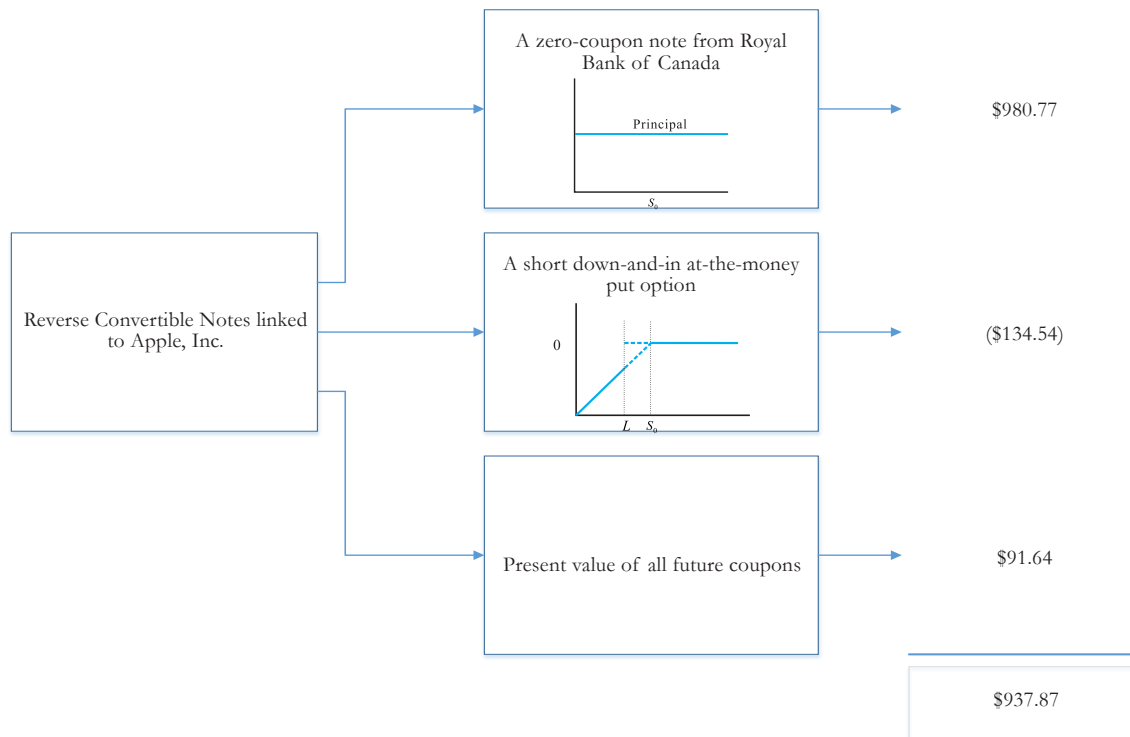 A zero-coupon note from Royal
Bank of Canada
Principal
S₀
$980.77
Reverse Convertible Notes linked
to Apple, Inc.
A short down-and-in at-the-money
put option
0
L S₀
($134.54)
Present value of all future coupons
$91.64
$937.87